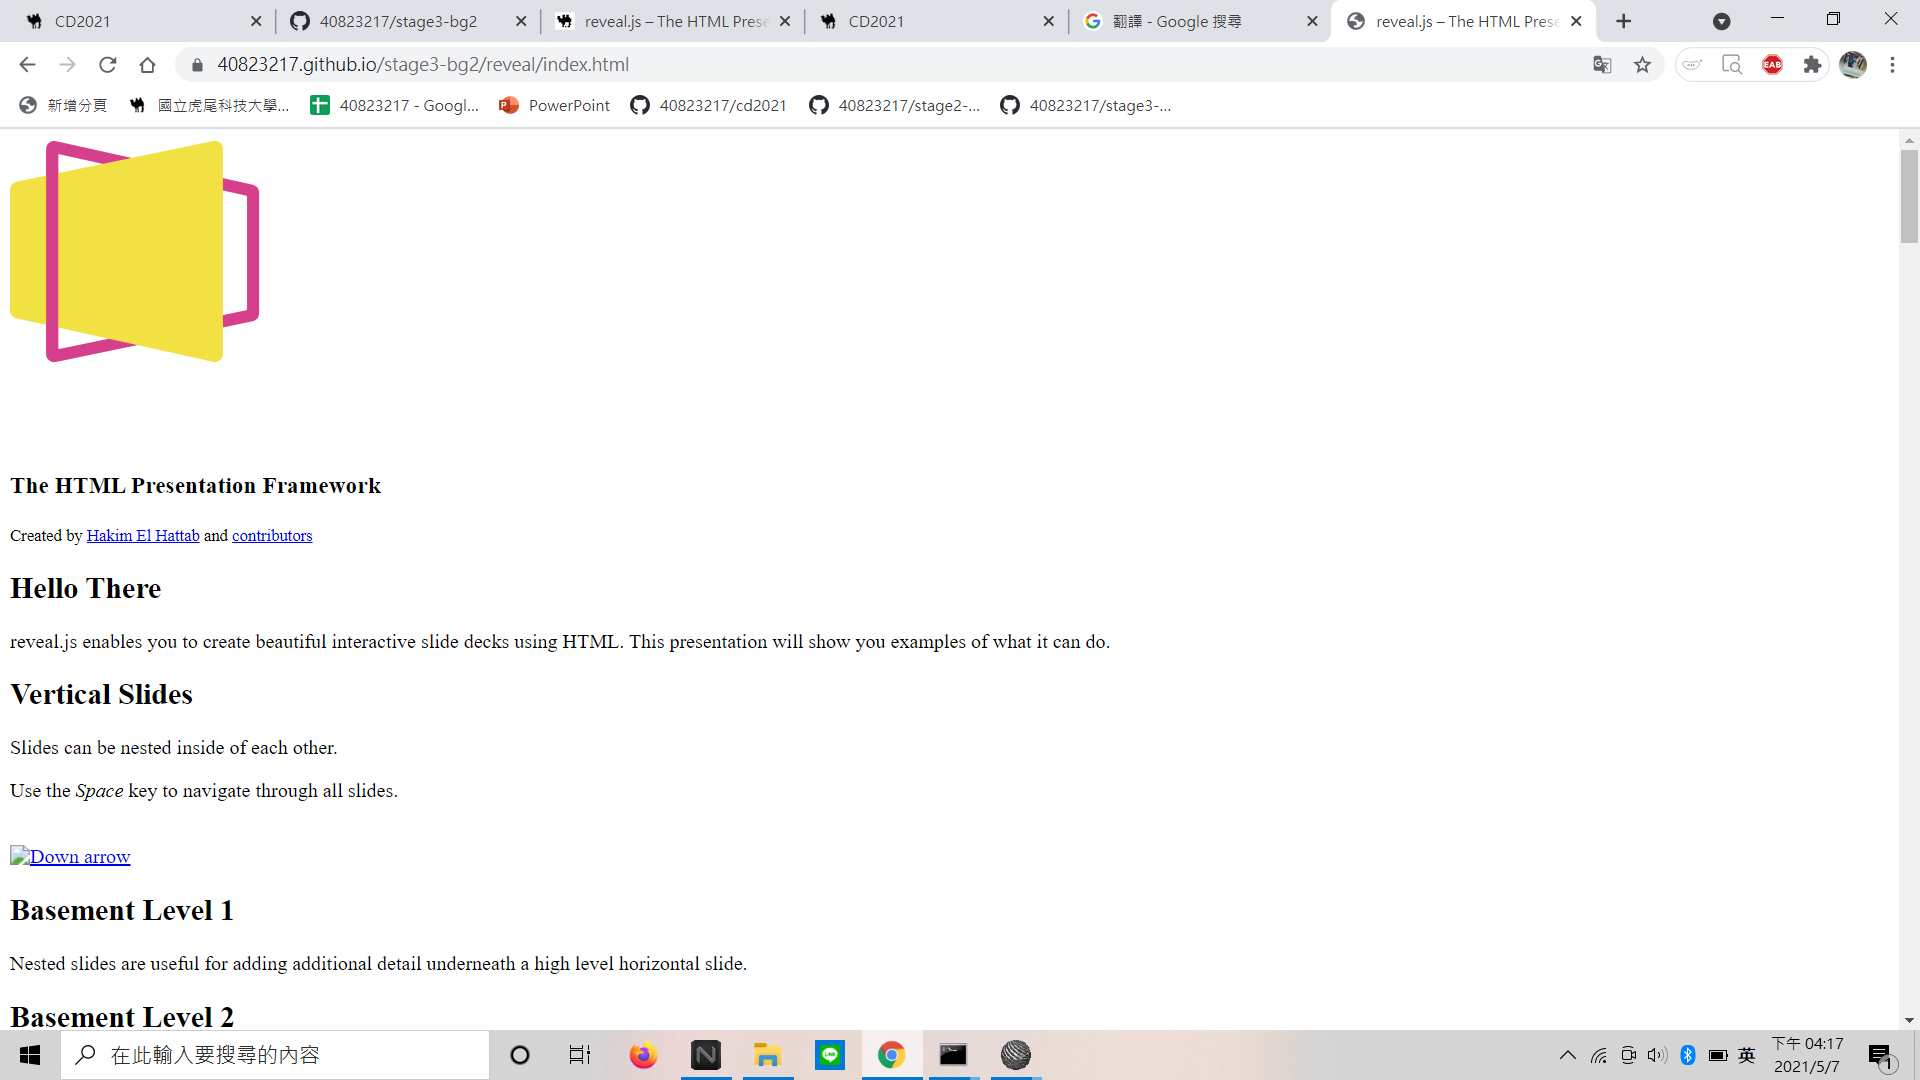 CD2021
40823217/stage3-bg2
reveal.js – The HTML Prese
CD2021
翻譯 - Google 搜尋
reveal.js – The HTML Prese
40823217.github.io/stage3-bg2/reveal/index.html
EAB
新增分頁
國立虎尾科技大學...
40823217 - Googl...
PowerPoint
40823217/cd2021
40823217/stage2-...
40823217/stage3-...
The HTML Presentation Framework
Created by Hakim El Hattab and contributors
Hello There
reveal.js enables you to create beautiful interactive slide decks using HTML. This presentation will show you examples of what it can do.
Vertical Slides
Slides can be nested inside of each other.
Use the Space key to navigate through all slides.
Down arrow
Basement Level 1
Nested slides are useful for adding additional detail underneath a high level horizontal slide.
Basement Level 2
在此輸入要搜尋的內容
英
下午 04:17
2021/5/7
1